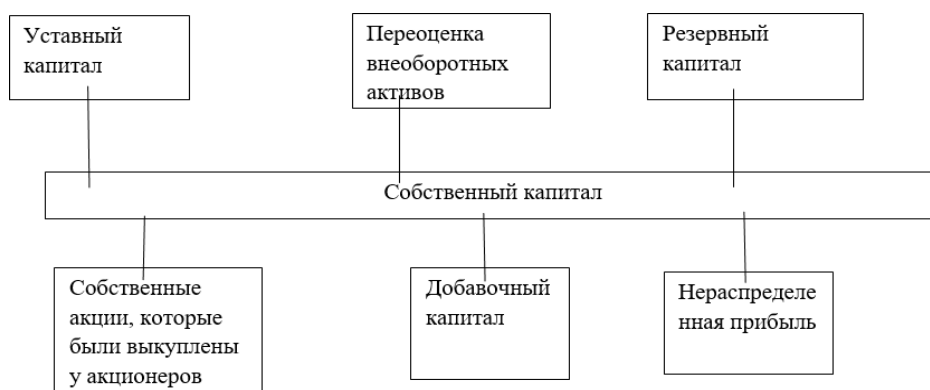 Уставный
капитал
Переоценка
внеоборотных
активов
Резервный
капитал
Собственный капитал
Собственные
акции, которые
были выкуплены
у акционеров
Добавочный
капитал
Нераспределе
нная прибыль